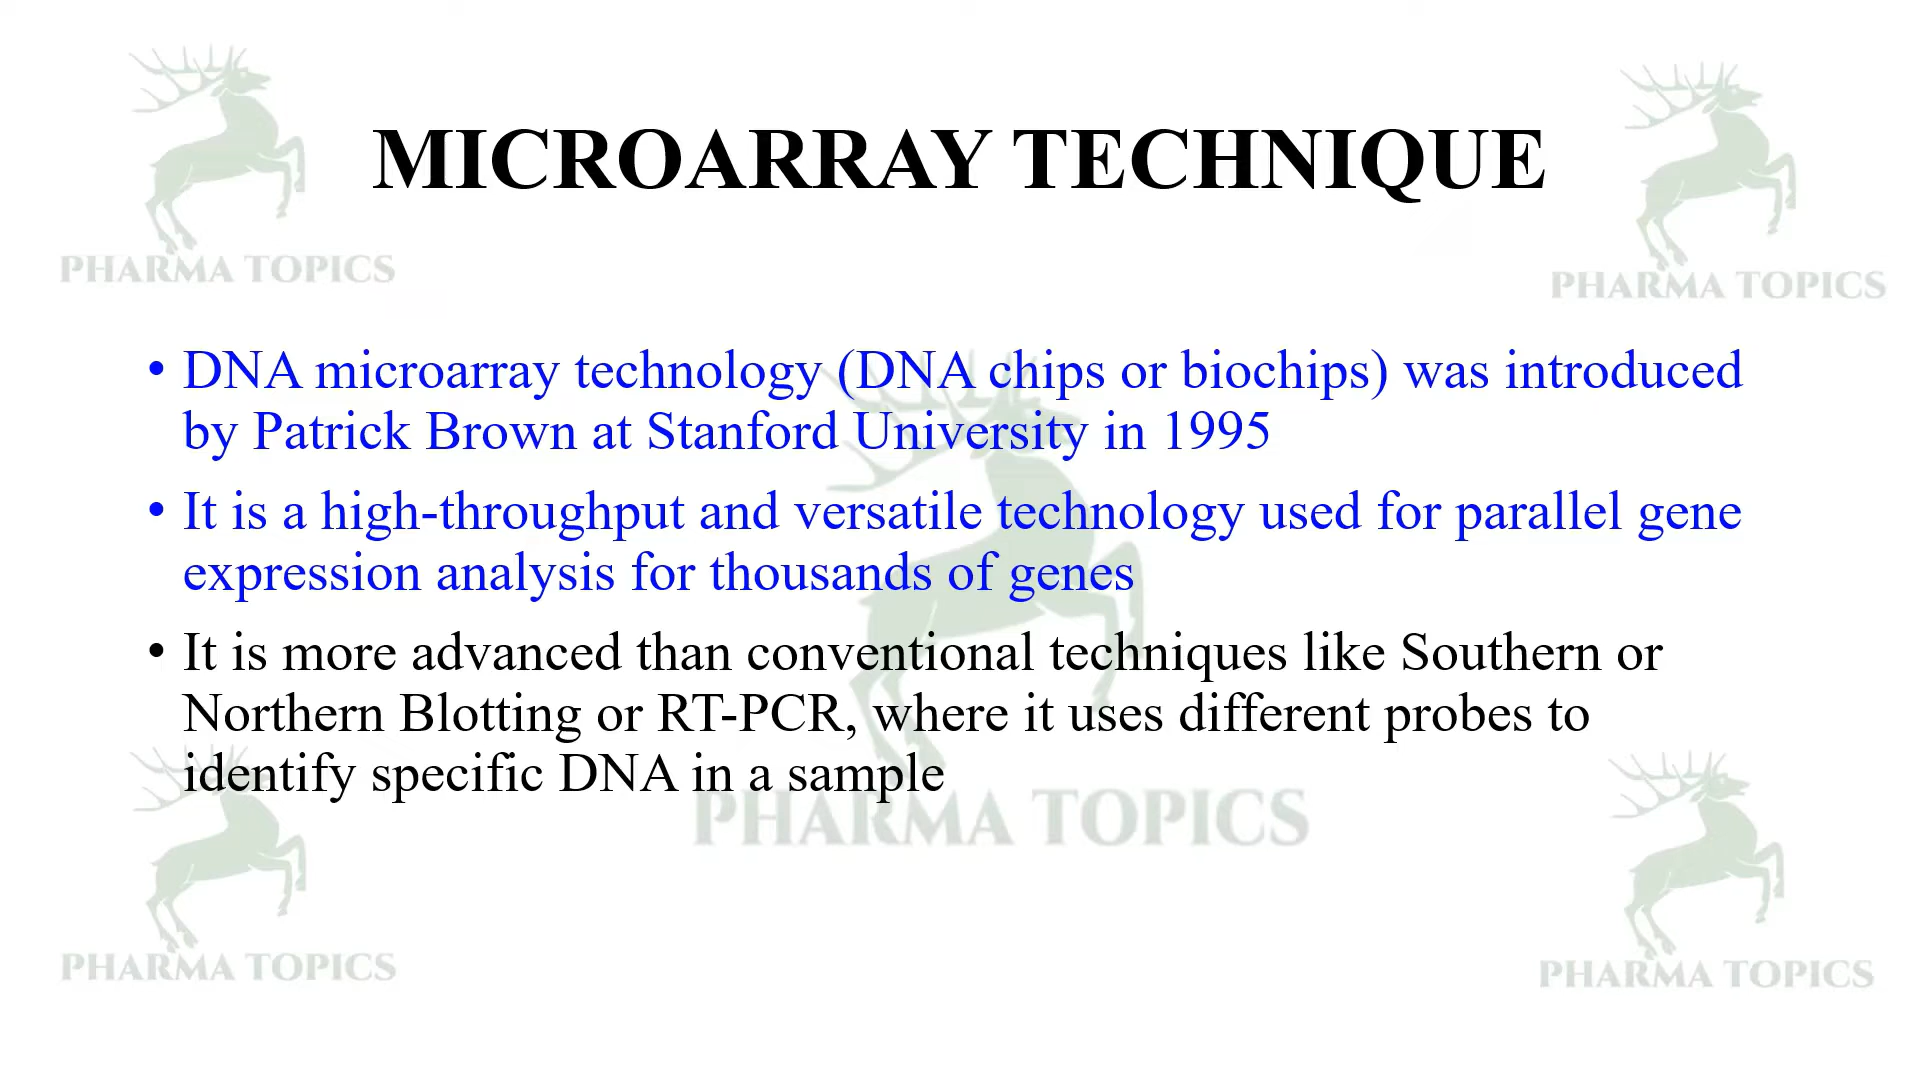 MICROARRAY TECHNIQUE
PHARMA TOPICS
PHARMA TOPICS
• DNA microarray technology (DNA chips or biochips) was introduced
by Patrick Brown at Stanford University in 1995
• It is a high-throughput and versatile technology used for parallel gene
expression analysis for thousands of genes
• It is more advanced than conventional techniques like Southern or
Northern Blotting or RT-PCR, where it uses different probes to
identify specific DNA in a sample
PHARMA TOPICS
PHARMA TOPICS
PHARMA TOPICS